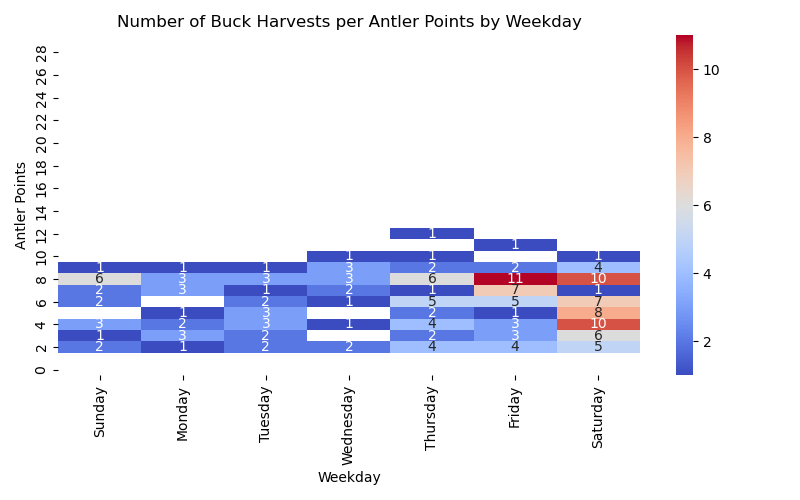 Number of Buck Harvests per Antler Points by Weekday
28
26
24
22
20
18
16
14
12
10
8
6
4
2
0
Antler Points
1
1
1 1 1
1 1 1 3 2 2 4
6 3 3 3 6 11 10
2 3 1 2 1 7 1
2 2 1 5 5 7
1 3 2 1 8
3 2 3 1 4 3 10
1 3 2 2 3 6
2 1 2 2 4 4 5
Sunday Monday Tuesday Wednesday Thursday Friday Saturday
Weekday
10
8
6
4
2